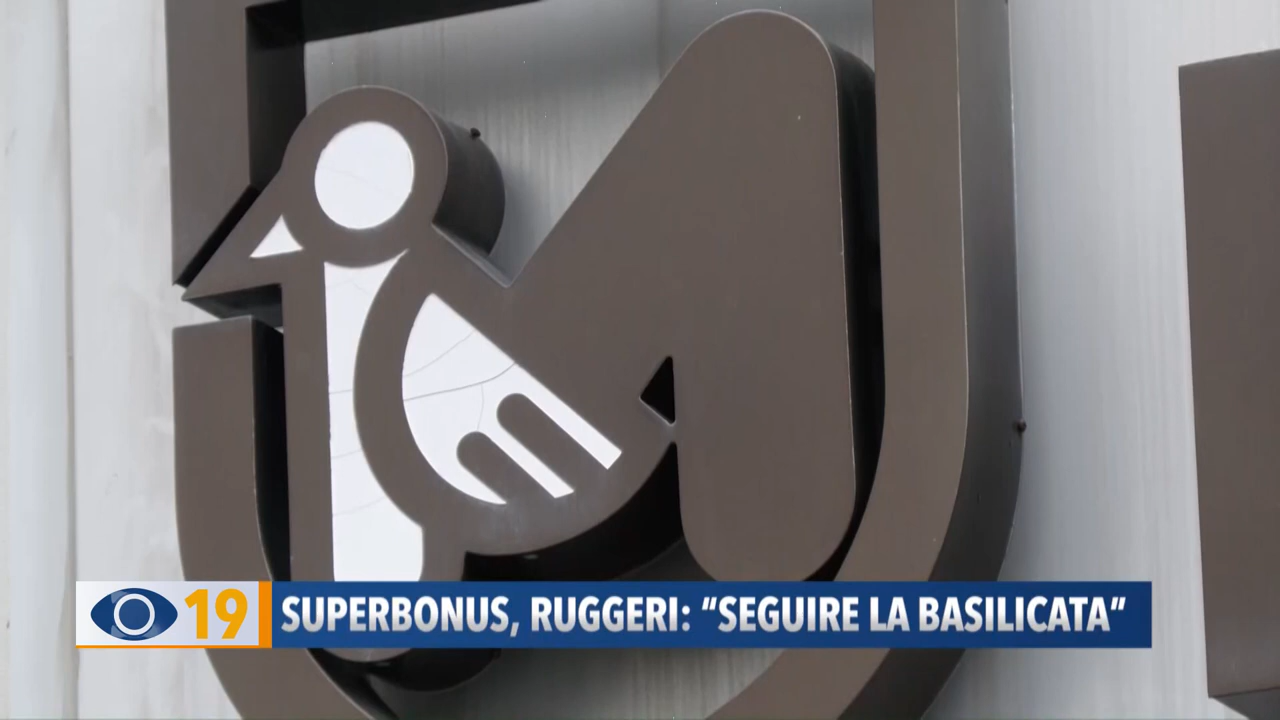 19 SUPERBONUS, RUGGERI: “SEGUIRE LA BASILICATA”